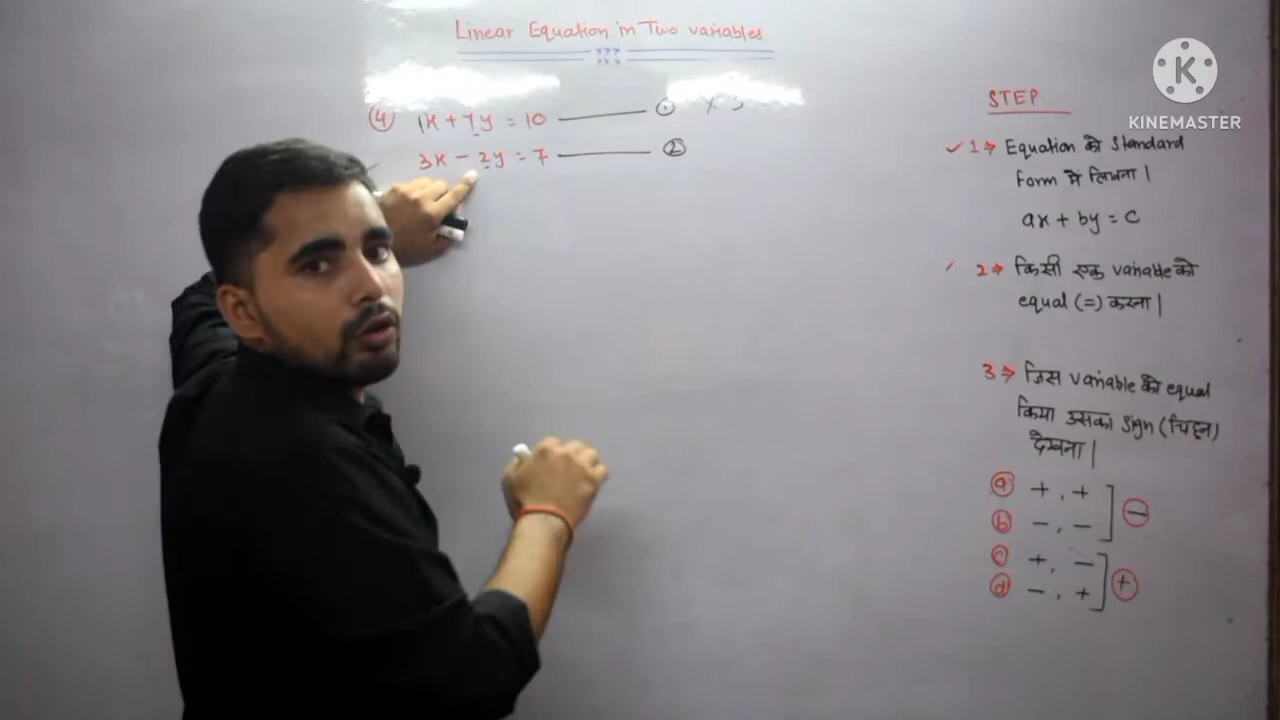 Linear Equation in Two variables
④ 1x + 7y = 10 ①
3x - 2y = 7 ②
STEP
1⇒ Equation को Standard
Form में लिखना।
ax + by = c
2⇒ किसी एक variable को
equal (=) करना।
3⇒ जिस variable को equal
किया उसका sign (चिह्न)
देखना।
ⓐ +, +
ⓑ -, - ⊖
ⓒ +, -
ⓓ -, + ⊕
K
KINEMASTER